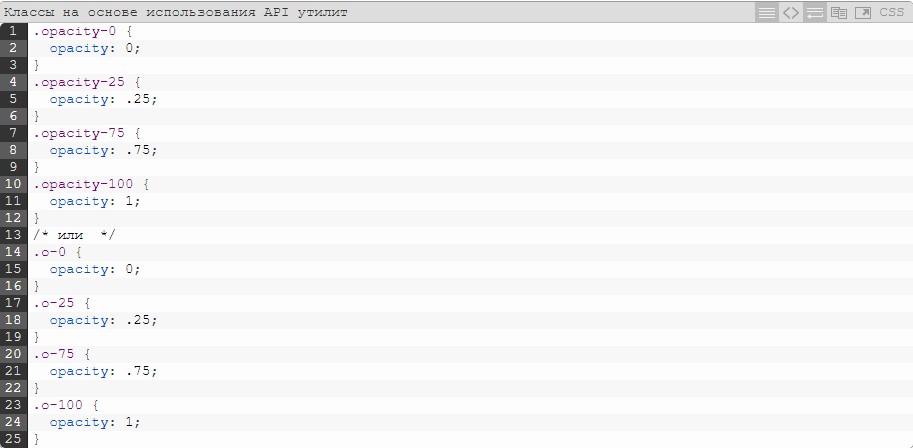 Классы на основе использования API утилит
CSS
1 .opacity-0 {
2 opacity: 0;
3 }
4 .opacity-25 {
5 opacity: .25;
6 }
7 .opacity-75 {
8 opacity: .75;
9 }
10 .opacity-100 {
11 opacity: 1;
12 }
13 /* или  */
14 .o-0 {
15 opacity: 0;
16 }
17 .o-25 {
18 opacity: .25;
19 }
20 .o-75 {
21 opacity: .75;
22 }
23 .o-100 {
24 opacity: 1;
25 }